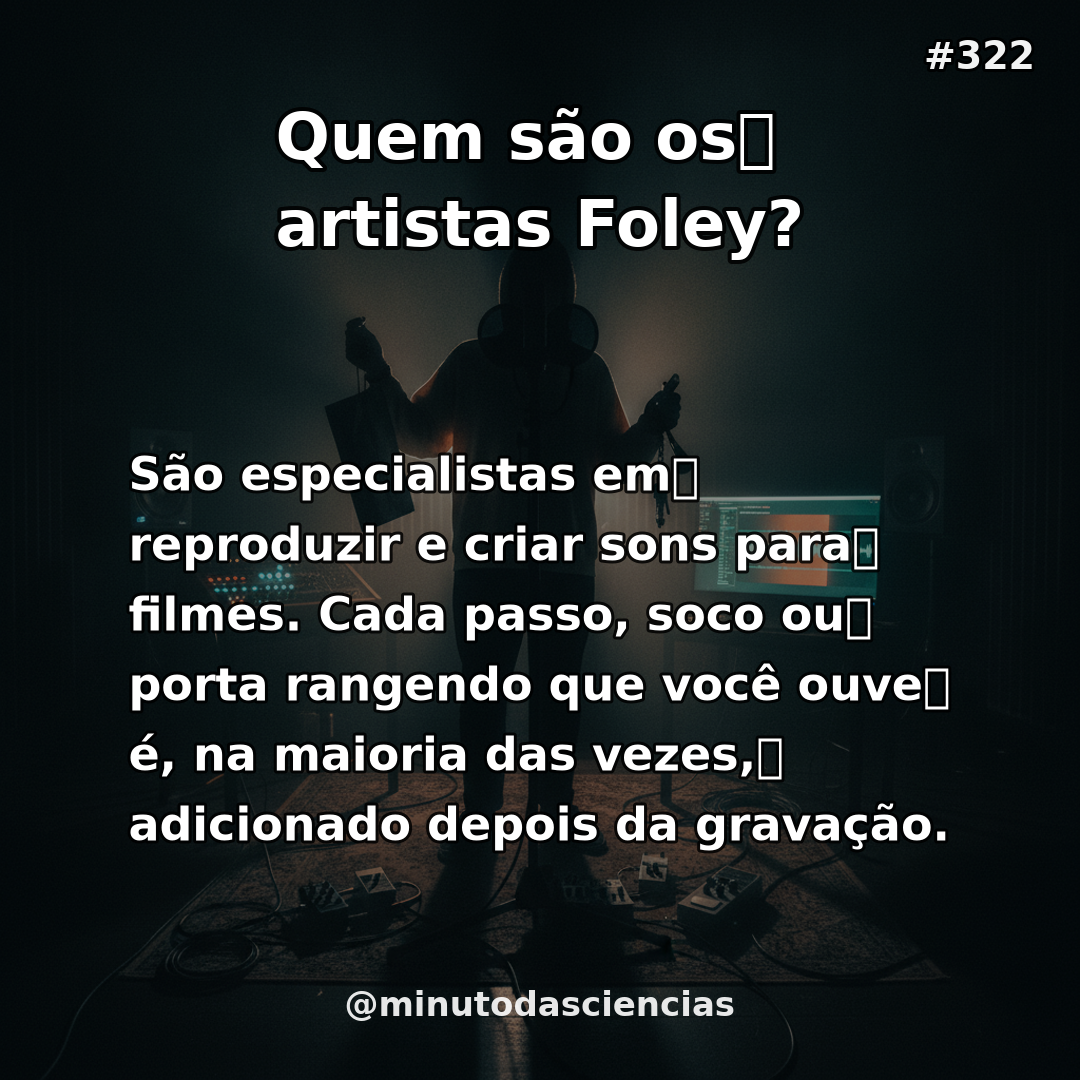 #322
Quem são os▯
artistas Foley?
São especialistas em▯
reproduzir e criar sons para▯
filmes. Cada passo, soco ou▯
porta rangendo que você ouve▯
é, na maioria das vezes,▯
adicionado depois da gravação.
@minutodasciencias